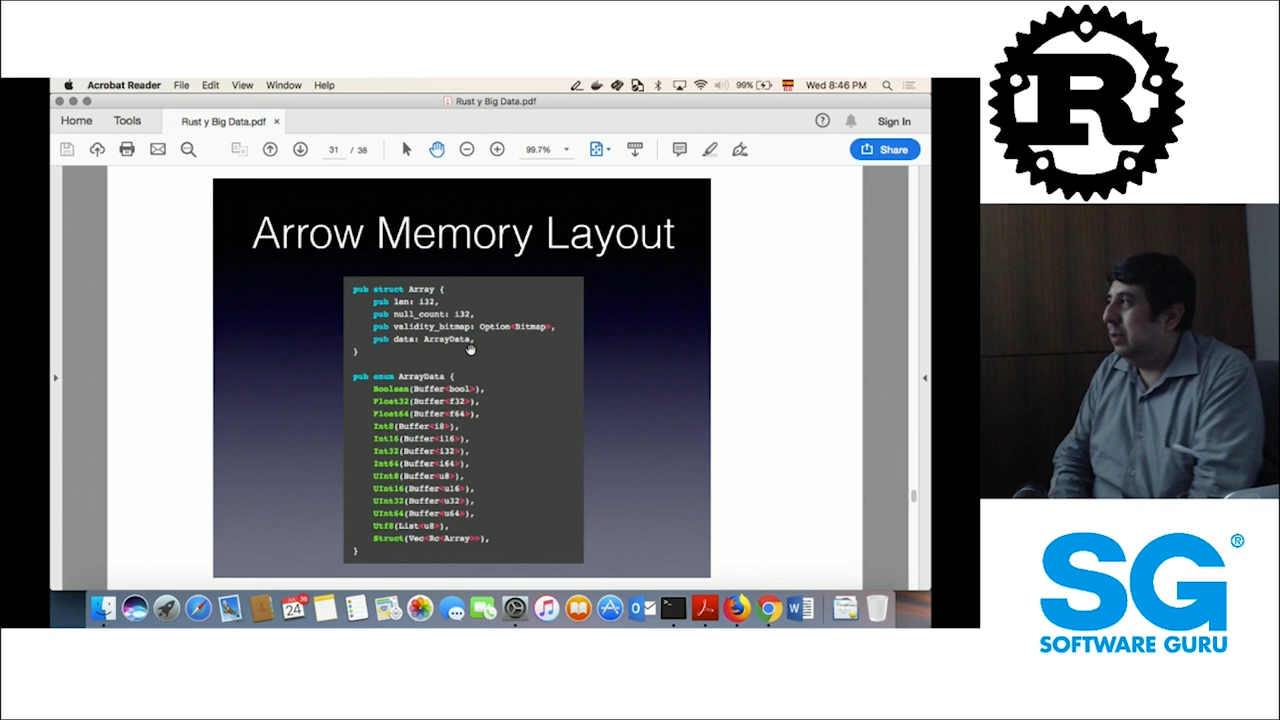 Acrobat Reader File Edit View Window Help 99% Wed 8:46 PM
Rust y Big Data.pdf
Home Tools Rust y Big Data.pdf × Sign In
31 / 38 99.7% Share
Arrow Memory Layout
pub struct Array {
pub len: i32,
pub null_count: i32,
pub validity_bitmap: Option<Bitmap>,
pub data: ArrayData,
}
pub enum ArrayData {
Boolean(Buffer<bool>),
Float32(Buffer<f32>),
Float64(Buffer<f64>),
Int8(Buffer<i8>),
Int16(Buffer<i16>),
Int32(Buffer<i32>),
Int64(Buffer<i64>),
UInt8(Buffer<u8>),
UInt16(Buffer<u16>),
UInt32(Buffer<u32>),
UInt64(Buffer<u64>),
Utf8(List<u8>),
Struct(Vec<Rc<Array>>),
}
24
R
SG®
SOFTWARE GURU